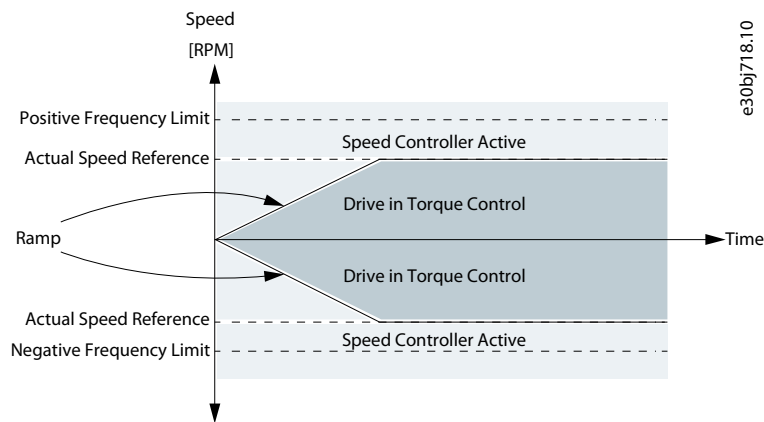 Speed
[RPM]
e30bj718.10
Positive Frequency Limit
Speed Controller Active
Actual Speed Reference
Drive in Torque Control
Ramp
Time
Drive in Torque Control
Actual Speed Reference
Speed Controller Active
Negative Frequency Limit